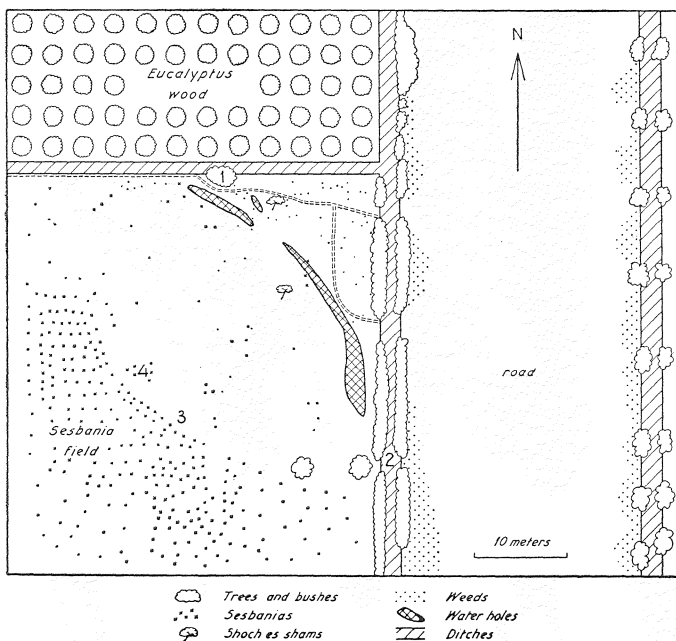 Eucalyptus
wood
N
1
4
3
Sesbania
field
2
road
10 meters
Trees and bushes
Sesbanias
Shoch es shams
Weeds
Water holes
Ditches